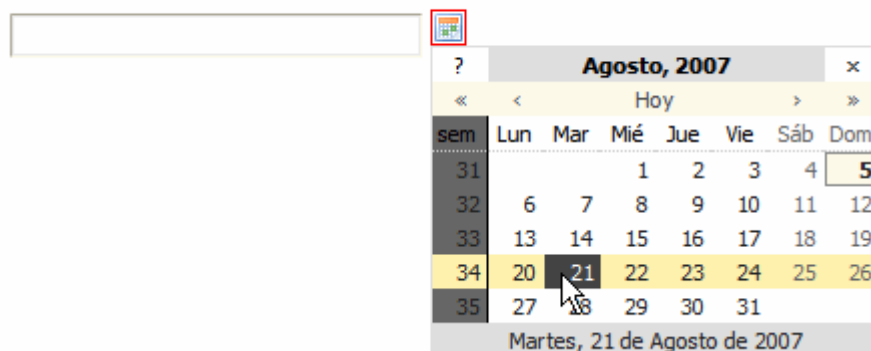 ? Agosto, 2007 ×
« ‹ Hoy › »
sem Lun Mar Mié Jue Vie Sáb Dom
31 1 2 3 4 5
32 6 7 8 9 10 11 12
33 13 14 15 16 17 18 19
34 20 21 22 23 24 25 26
35 27 28 29 30 31
Martes, 21 de Agosto de 2007